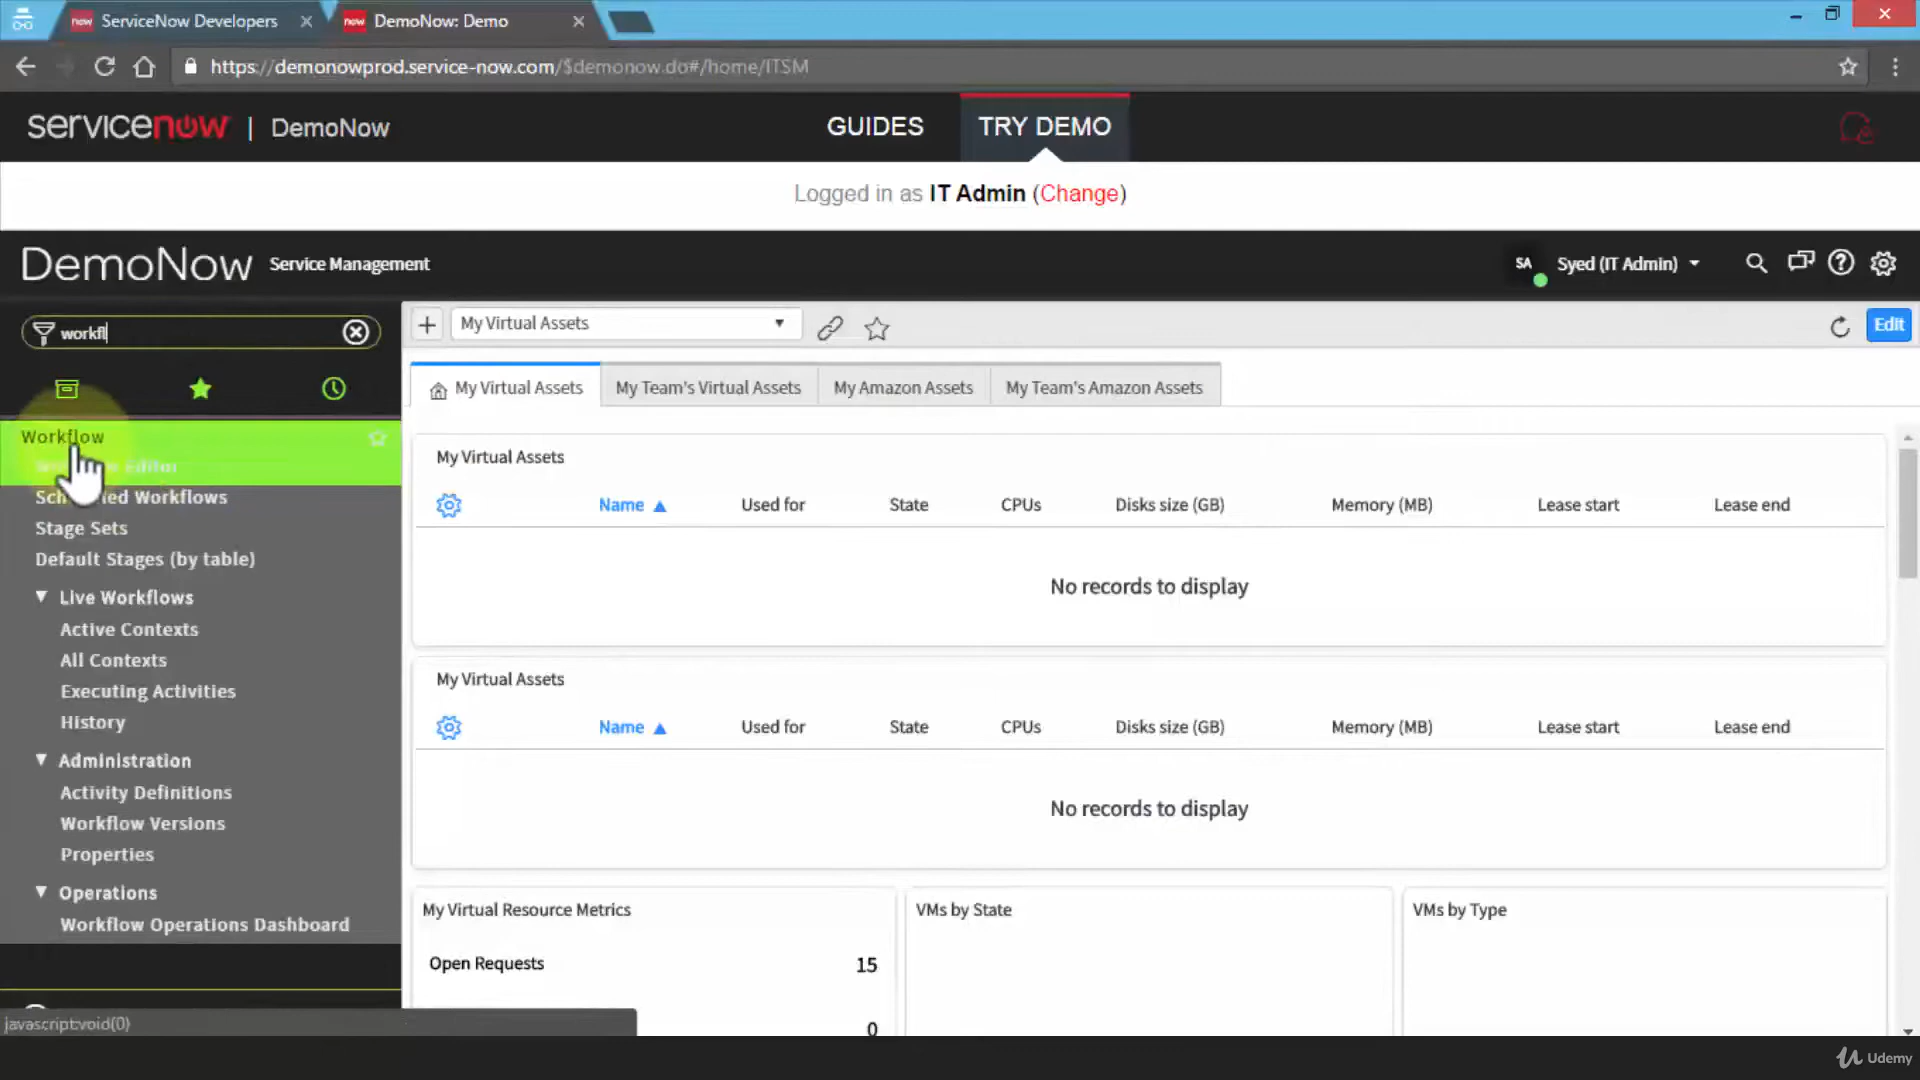 now ServiceNow Developers
now DemoNow: Demo
https://demonowprod.service-now.com/$demonow.do#/home/ITSM
servicenow | DemoNow
GUIDES
TRY DEMO
Logged in as IT Admin (Change)
DemoNow Service Management
SA Syed (IT Admin)
workfl
My Virtual Assets
Edit
My Virtual Assets
My Team's Virtual Assets
My Amazon Assets
My Team's Amazon Assets
Workflow
Editor
Workflows
Stage Sets
Default Stages (by table)
Live Workflows
Active Contexts
All Contexts
Executing Activities
History
Administration
Activity Definitions
Workflow Versions
Properties
Operations
Workflow Operations Dashboard
javascript:void(0)
My Virtual Assets
Name Used for State CPUs Disks size (GB) Memory (MB) Lease start Lease end
No records to display
My Virtual Assets
Name Used for State CPUs Disks size (GB) Memory (MB) Lease start Lease end
No records to display
My Virtual Resource Metrics
Open Requests 15
0
VMs by State
VMs by Type
Udemy